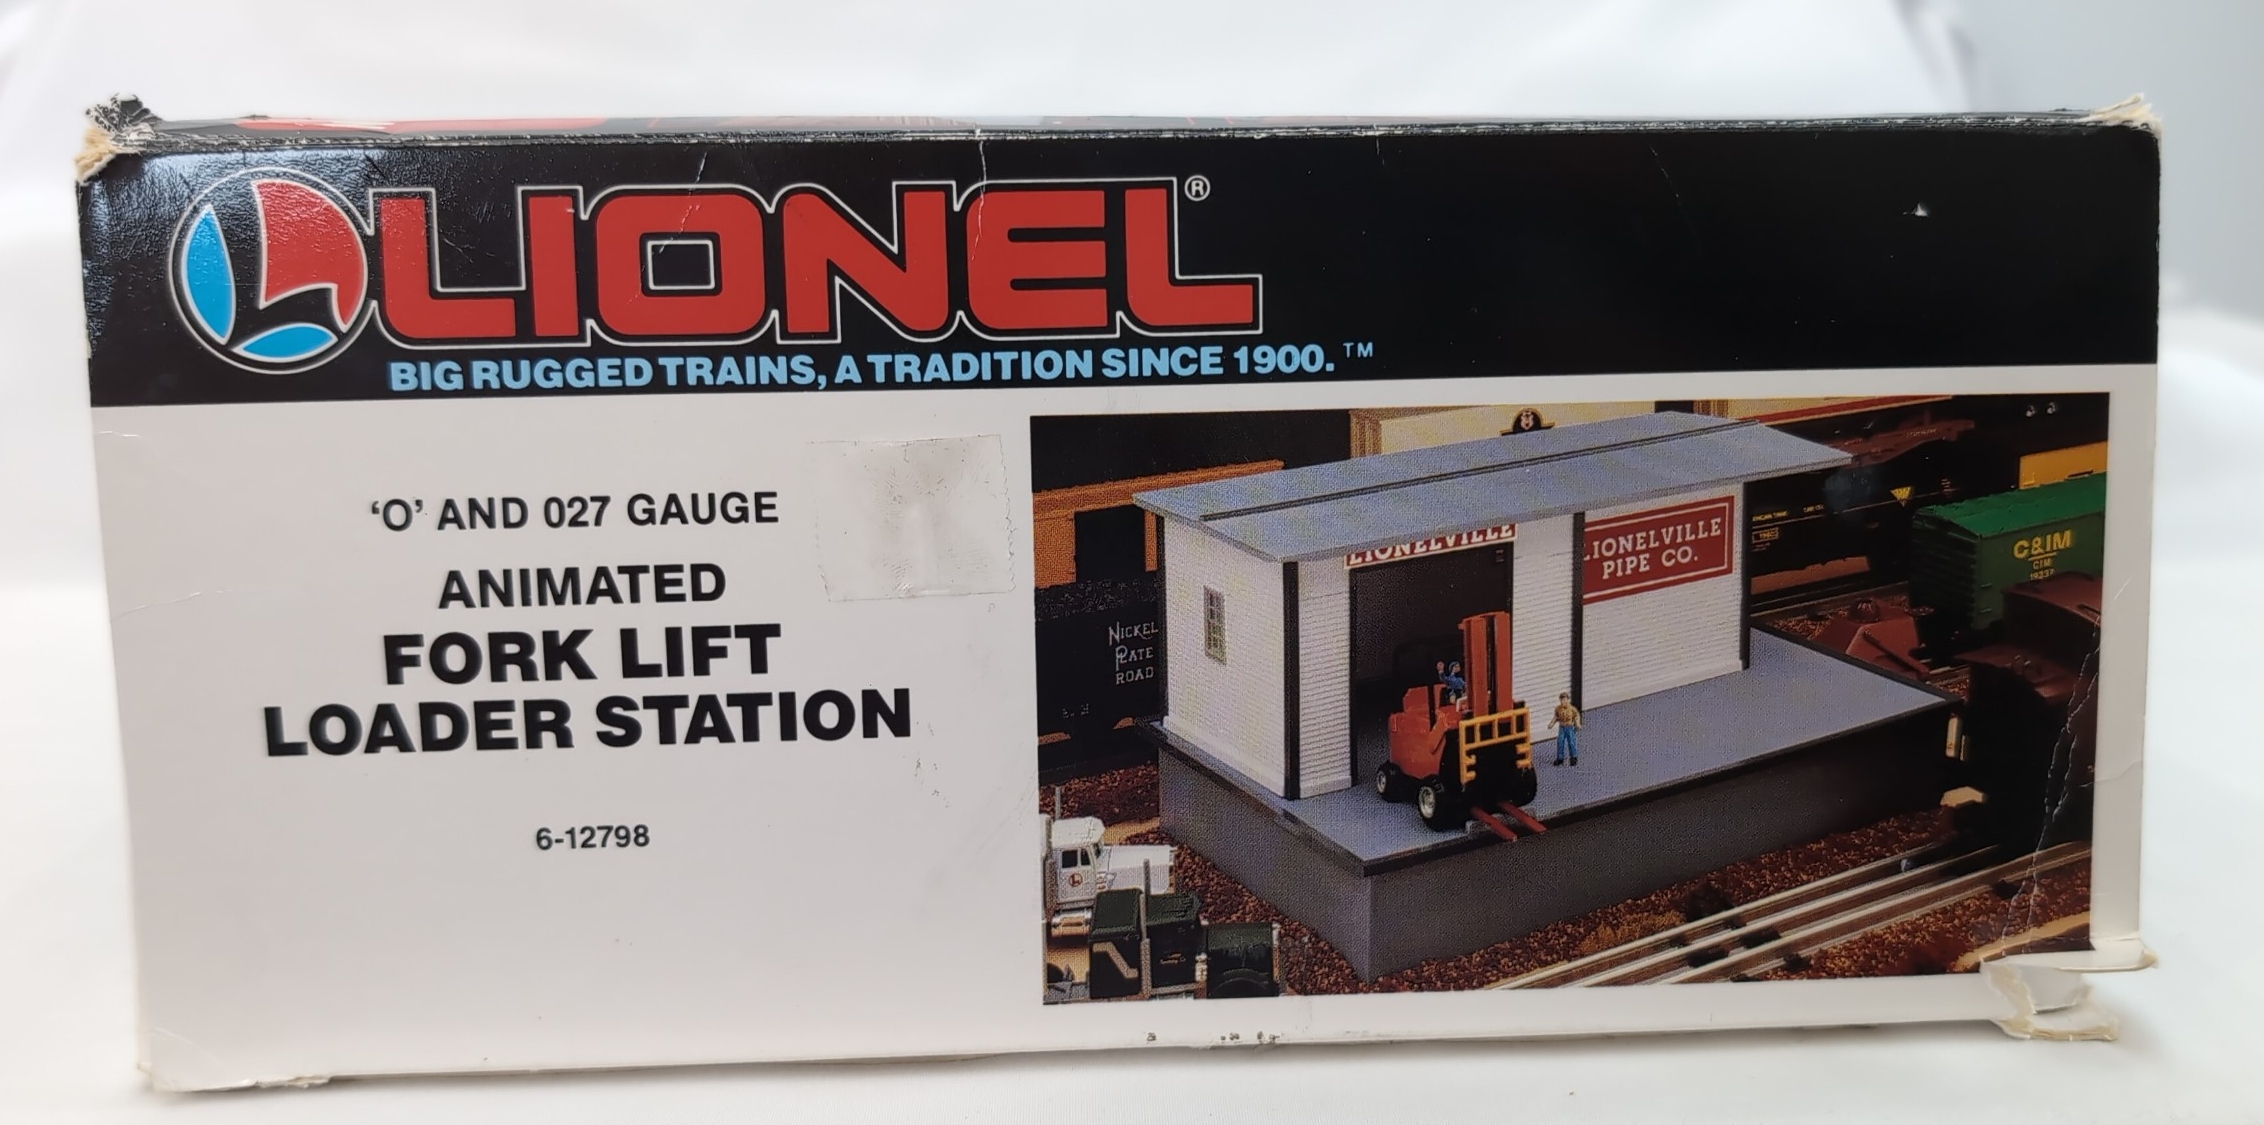 LIONEL®
BIG RUGGED TRAINS, A TRADITION SINCE 1900.™
‘O’ AND 027 GAUGE
ANIMATED
FORK LIFT
LOADER STATION
6-12798
LIONELVILLE
LIONELVILLE
PIPE CO.
NICKEL
PLATE
ROAD
C&IM
CIM